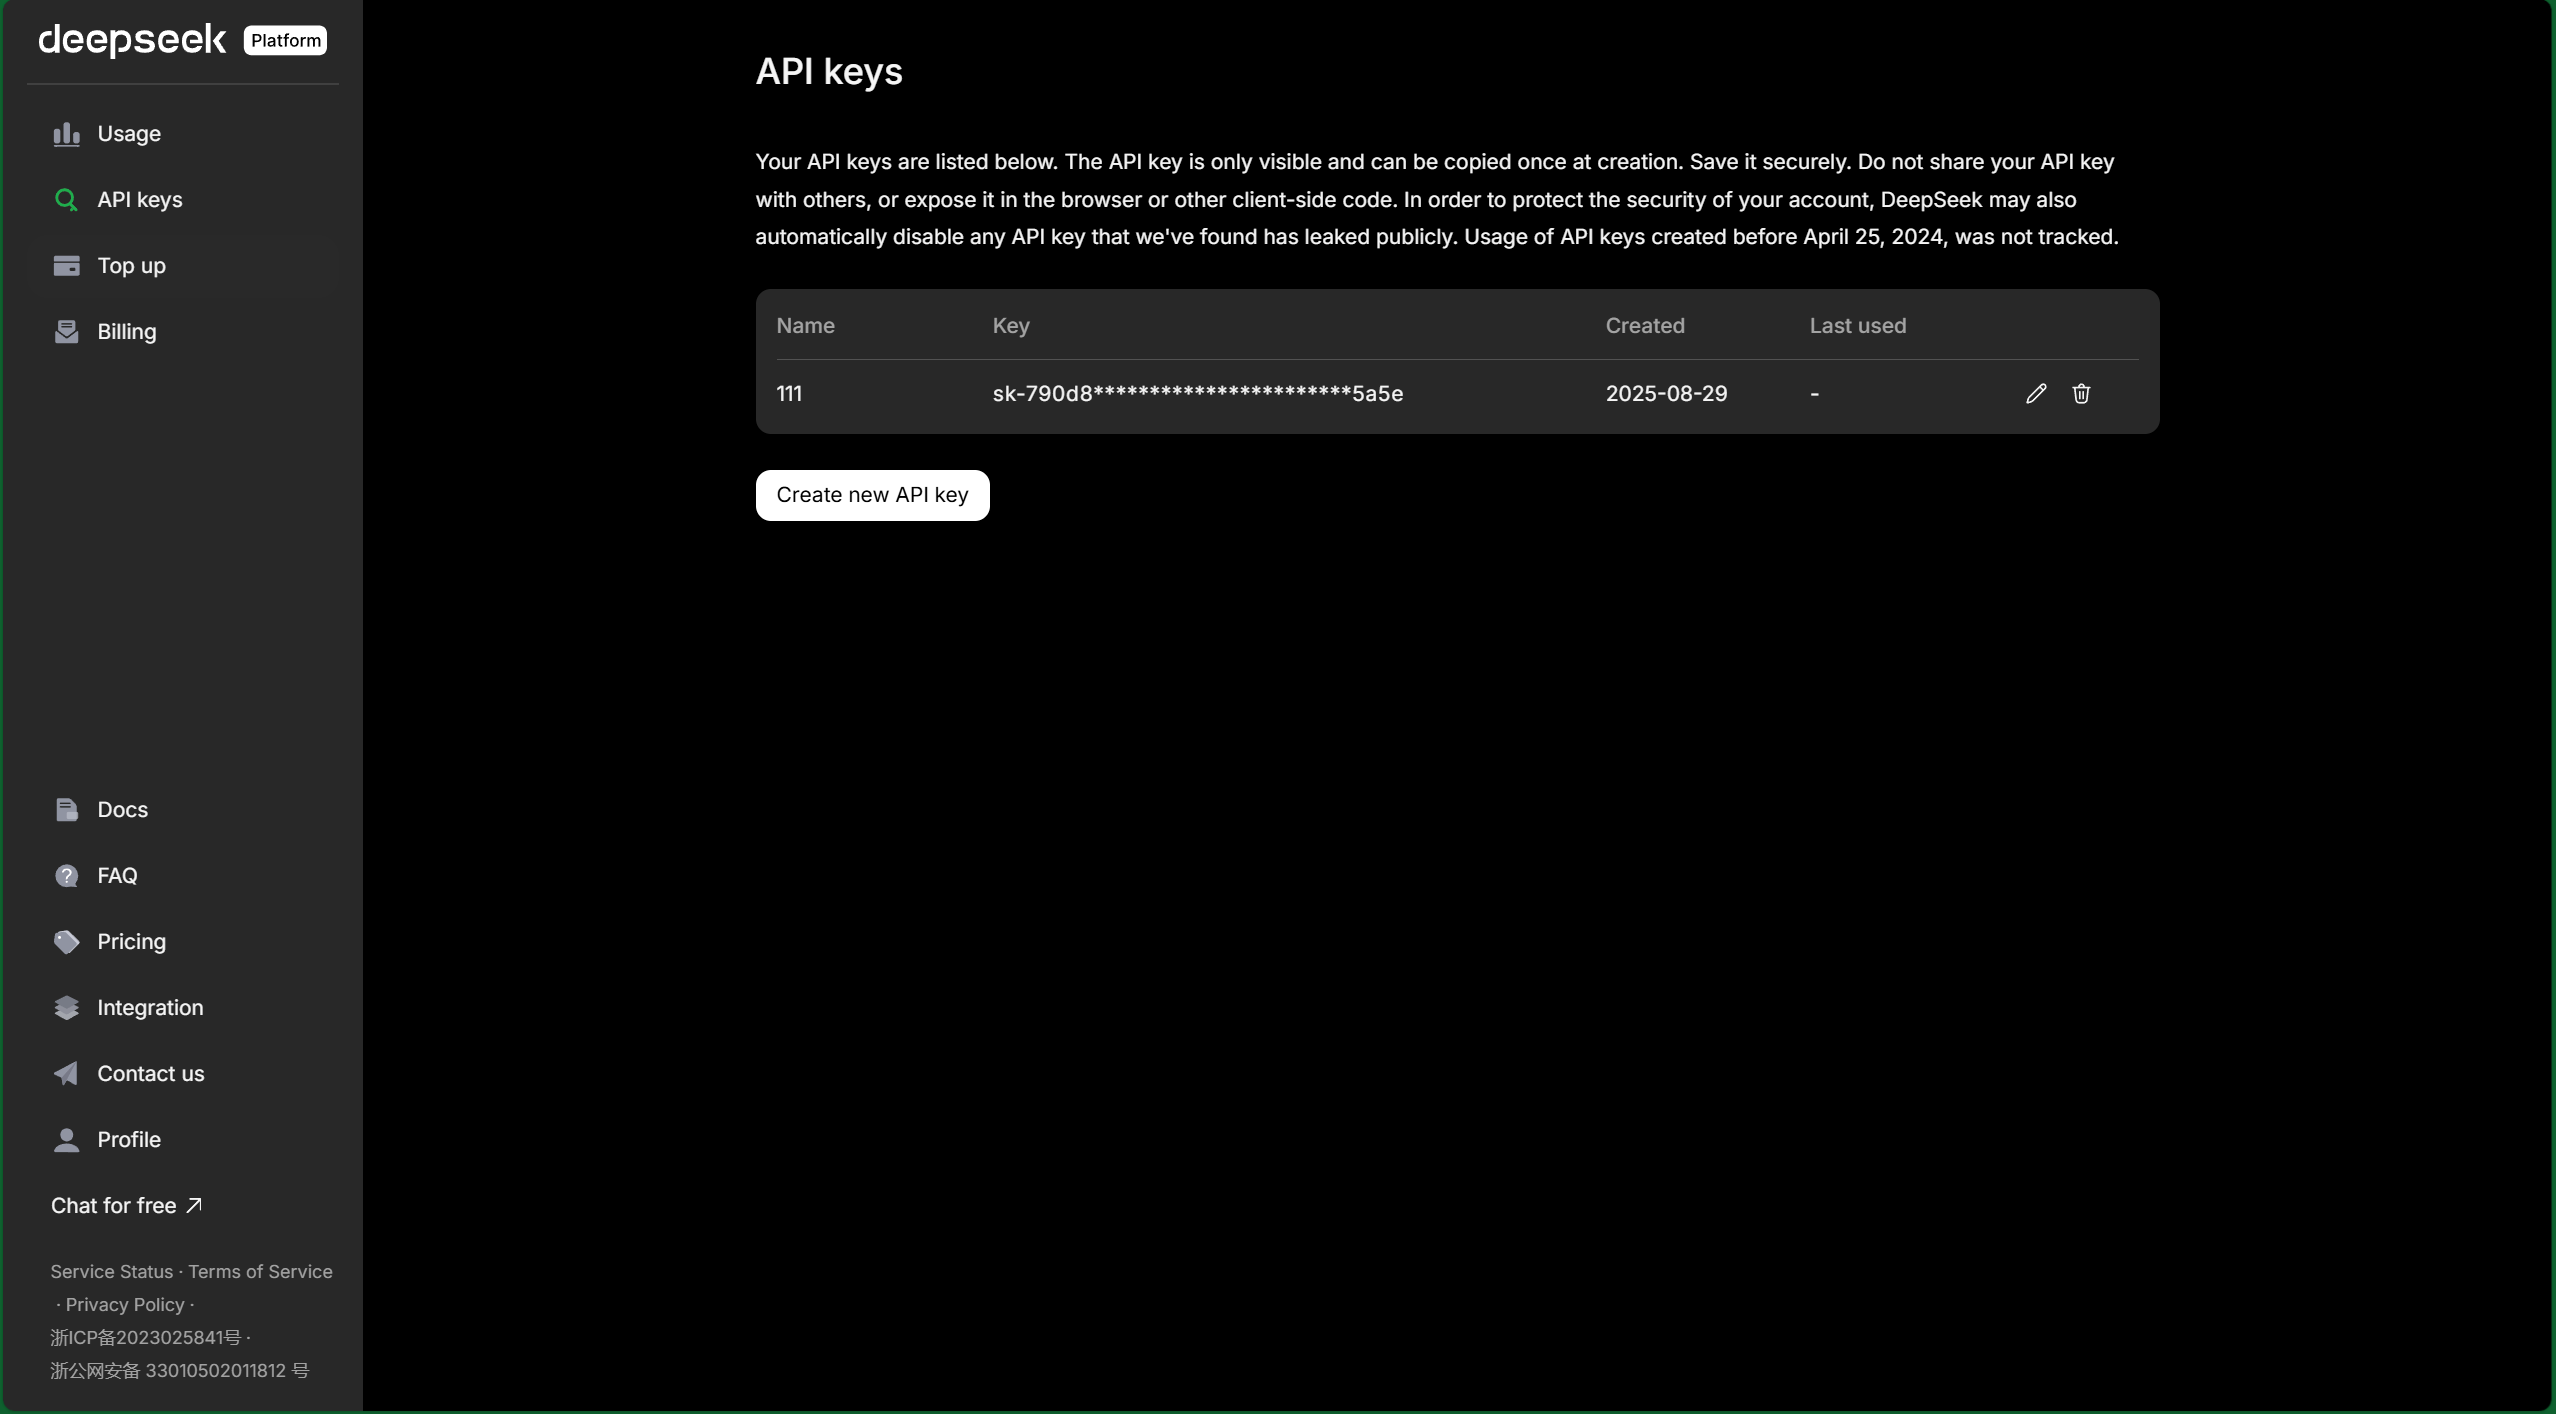 deepseek Platform
Usage
API keys
Top up
Billing
Docs
FAQ
Pricing
Integration
Contact us
Profile
Chat for free
Service Status · Terms of Service
· Privacy Policy ·
浙ICP备2023025841号 ·
浙公网安备 33010502011812 号
API keys
Your API keys are listed below. The API key is only visible and can be copied once at creation. Save it securely. Do not share your API key
with others, or expose it in the browser or other client-side code. In order to protect the security of your account, DeepSeek may also
automatically disable any API key that we've found has leaked publicly. Usage of API keys created before April 25, 2024, was not tracked.
Name Key Created Last used
111 sk-790d8***********************5a5e 2025-08-29 -
Create new API key